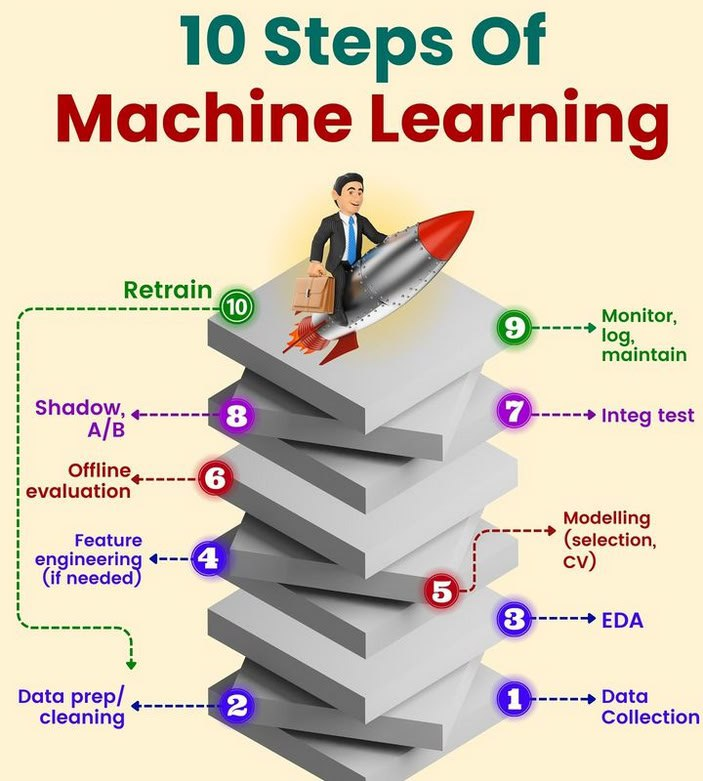 10 Steps Of
Machine Learning
Retrain
10
9
Monitor,
log,
maintain
Shadow,
A/B
8
7
Integ test
Offline
evaluation
6
Modelling
(selection,
CV)
Feature
engineering
(if needed)
4
5
3
EDA
Data prep/
cleaning
2
1
Data
Collection